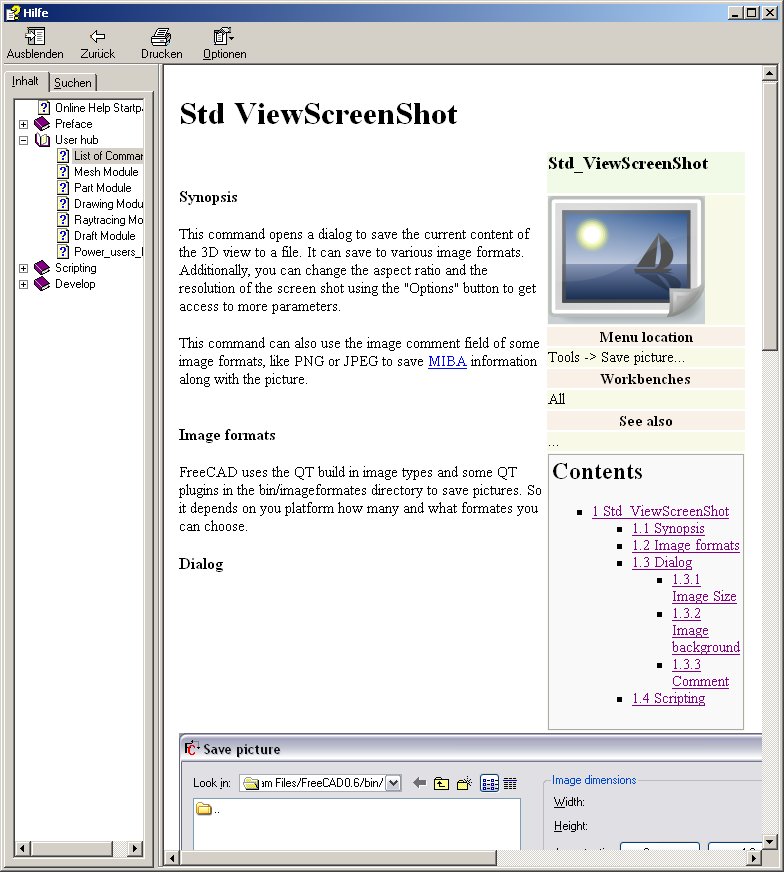 Hilfe
Ausblenden Zurück Drucken Optionen
Inhalt Suchen
Online Help Startpa
Preface
User hub
List of Comman
Mesh Module
Part Module
Drawing Modu
Raytracing Mo
Draft Module
Power_users_
Scripting
Develop
Std ViewScreenShot
Synopsis
This command opens a dialog to save the current content of
the 3D view to a file. It can save to various image formats.
Additionally, you can change the aspect ratio and the
resolution of the screen shot using the "Options" button to get
access to more parameters.
This command can also use the image comment field of some
image formats, like PNG or JPEG to save MIBA information
along with the picture.
Image formats
FreeCAD uses the QT build in image types and some QT
plugins in the bin/imageformates directory to save pictures. So
it depends on you platform how many and what formates you
can choose.
Dialog
Std_ViewScreenShot
Menu location
Tools -> Save picture...
Workbenches
All
See also
...
Contents
1 Std_ViewScreenShot
1.1 Synopsis
1.2 Image formats
1.3 Dialog
1.3.1
Image Size
1.3.2
Image
background
1.3.3
Comment
1.4 Scripting
Save picture
Look in: am Files/FreeCAD0.6/bin/
..
Image dimensions
Width:
Height: